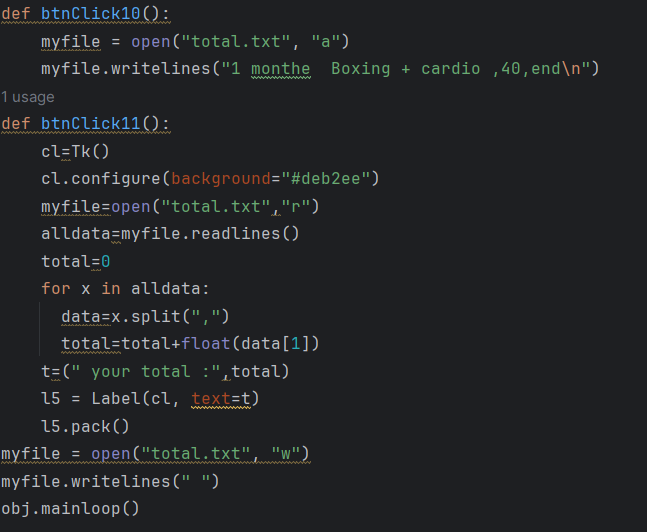 def btnClick10():
    myfile = open("total.txt", "a")
    myfile.writelines("1 monthe  Boxing + cardio ,40,end\n")
1 usage
def btnClick11():
    cl=Tk()
    cl.configure(background="#deb2ee")
    myfile=open("total.txt","r")
    alldata=myfile.readlines()
    total=0
    for x in alldata:
      data=x.split(",")
      total=total+float(data[1])
    t=(" your total :",total)
    l5 = Label(cl, text=t)
    l5.pack()
myfile = open("total.txt", "w")
myfile.writelines(" ")
obj.mainloop()